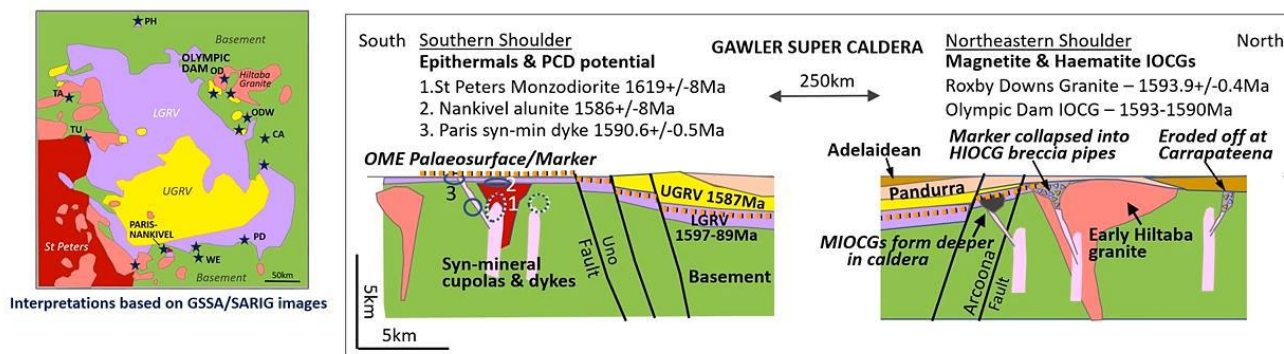 PH
Basement
OLYMPIC
DAM OD
Hiltaba
Granite
TA
LGRV
ODW
TU
CA
UGRV
PARIS-
NANKIVEL
St Peters
PD
WE
Basement
50km
Interpretations based on GSSA/SARIG images
South
Southern Shoulder
Epithermals & PCD potential
1.St Peters Monzodiorite 1619+/-8Ma
2. Nankivel alunite 1586+/-8Ma
3. Paris syn-min dyke 1590.6+/-0.5Ma
GAWLER SUPER CALDERA
250km
Northeastern Shoulder
North
Magnetite & Haematite IOCGs
Roxby Downs Granite – 1593.9+/-0.4Ma
Olympic Dam IOCG – 1593-1590Ma
OME Palaeosurface/Marker
3
2
1
UGRV 1587Ma
LGRV
1597-89Ma
Uno
Fault
Syn-mineral
cupolas & dykes
Basement
5km
5km
Adelaidean
Marker collapsed into
HIOCG breccia pipes
Eroded off at
Carrapateena
Pandurra
MIOCGs form deeper
in caldera
Arcoona
Fault
Early Hiltaba
granite